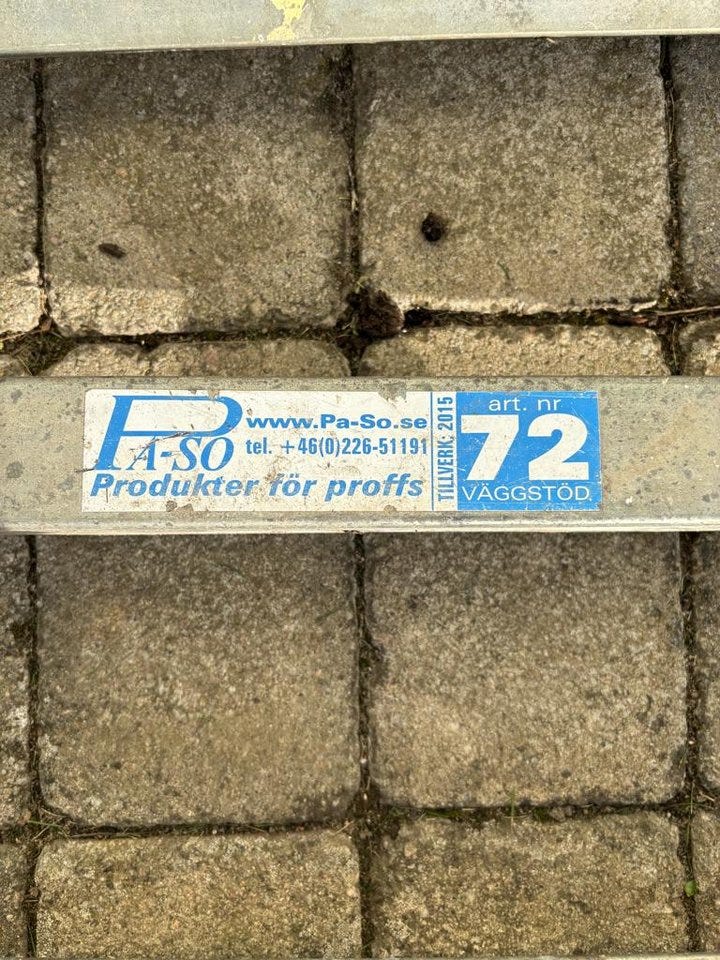 PA-SO
www.Pa-So.se
tel. +46(0)226-51191
Produkter för proffs
TILLVERK: 2015
art. nr
72
VÄGGSTÖD